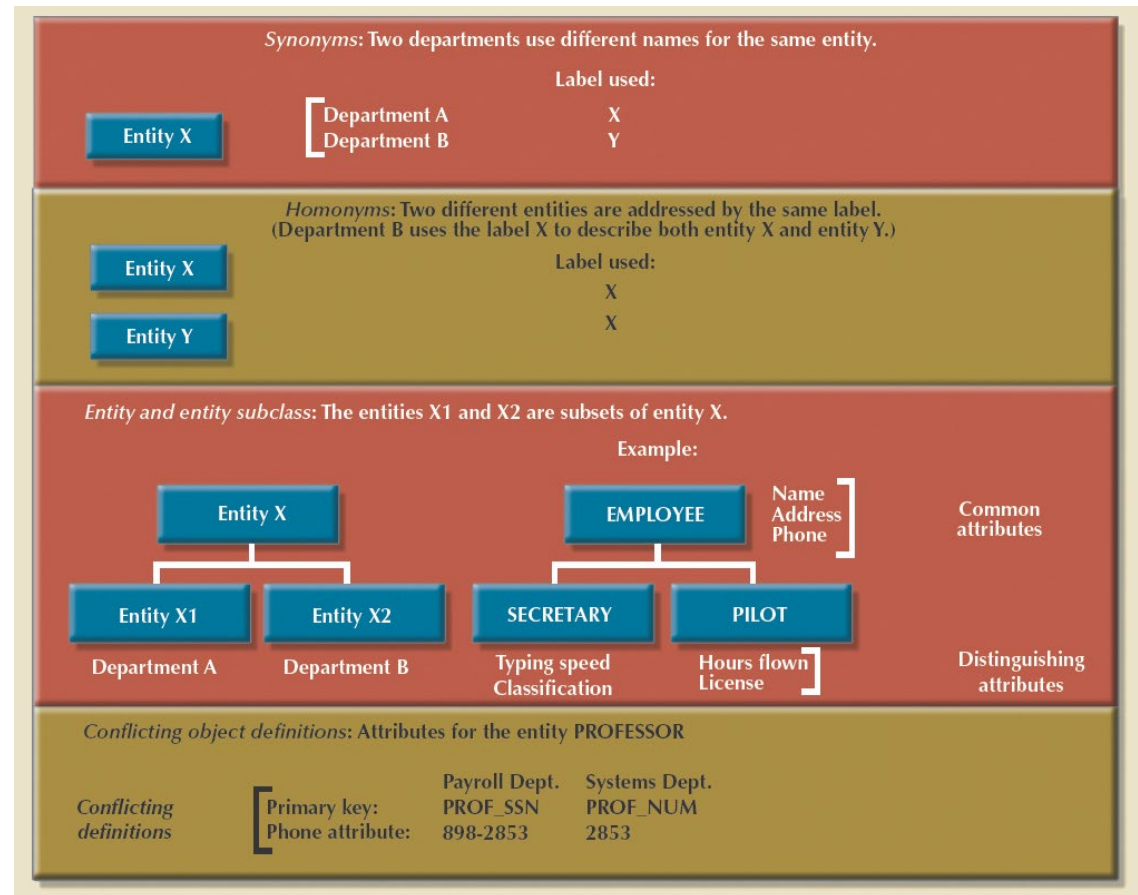 Synonyms: Two departments use different names for the same entity.
Label used:
Entity X
Department A X
Department B Y
Homonyms: Two different entities are addressed by the same label.
(Department B uses the label X to describe both entity X and entity Y.)
Entity X
Label used:
X
Entity Y
X
Entity and entity subclass: The entities X1 and X2 are subsets of entity X.
Example:
Entity X
EMPLOYEE
Name
Address
Phone
Common
attributes
Entity X1
Entity X2
SECRETARY
PILOT
Department A
Department B
Typing speed
Classification
Hours flown
License
Distinguishing
attributes
Conflicting object definitions: Attributes for the entity PROFESSOR
Payroll Dept. Systems Dept.
Conflicting
definitions
Primary key: PROF_SSN PROF_NUM
Phone attribute: 898-2853 2853